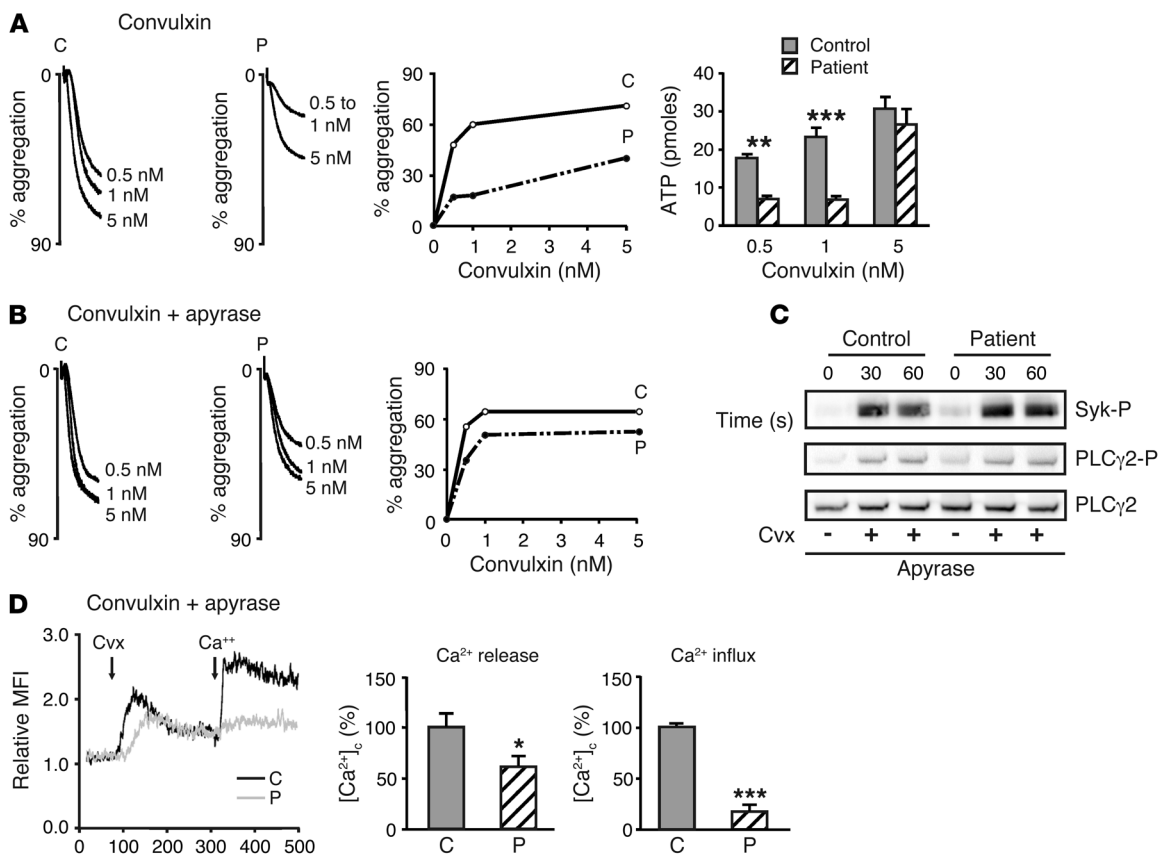 A
Convulxin
C
0
% aggregation
90
0.5 nM
1 nM
5 nM
P
0
% aggregation
90
0.5 to
1 nM
5 nM
90
60
30
0
% aggregation
C
P
0 1 2 3 4 5
Convulxin (nM)
Control
Patient
40
30
20
10
0
ATP (pmoles)
**
***
0.5 1 5
Convulxin (nM)
B
Convulxin + apyrase
C
0
% aggregation
90
0.5 nM
1 nM
5 nM
P
0
% aggregation
90
0.5 nM
1 nM
5 nM
90
60
30
0
% aggregation
C
P
0 1 2 3 4 5
Convulxin (nM)
C
Control Patient
0 30 60 0 30 60
Time (s)
Syk-P
PLCγ2-P
PLCγ2
Cvx - + + - + +
Apyrase
D
Convulxin + apyrase
3.0
2.0
1.0
0.0
Relative MFI
Cvx
Ca⁺⁺
C
P
0 100 200 300 400 500
Ca²⁺ release
150
100
50
0
[Ca²⁺]c (%)
*
C P
Ca²⁺ influx
150
100
50
0
[Ca²⁺]c (%)
***
C P